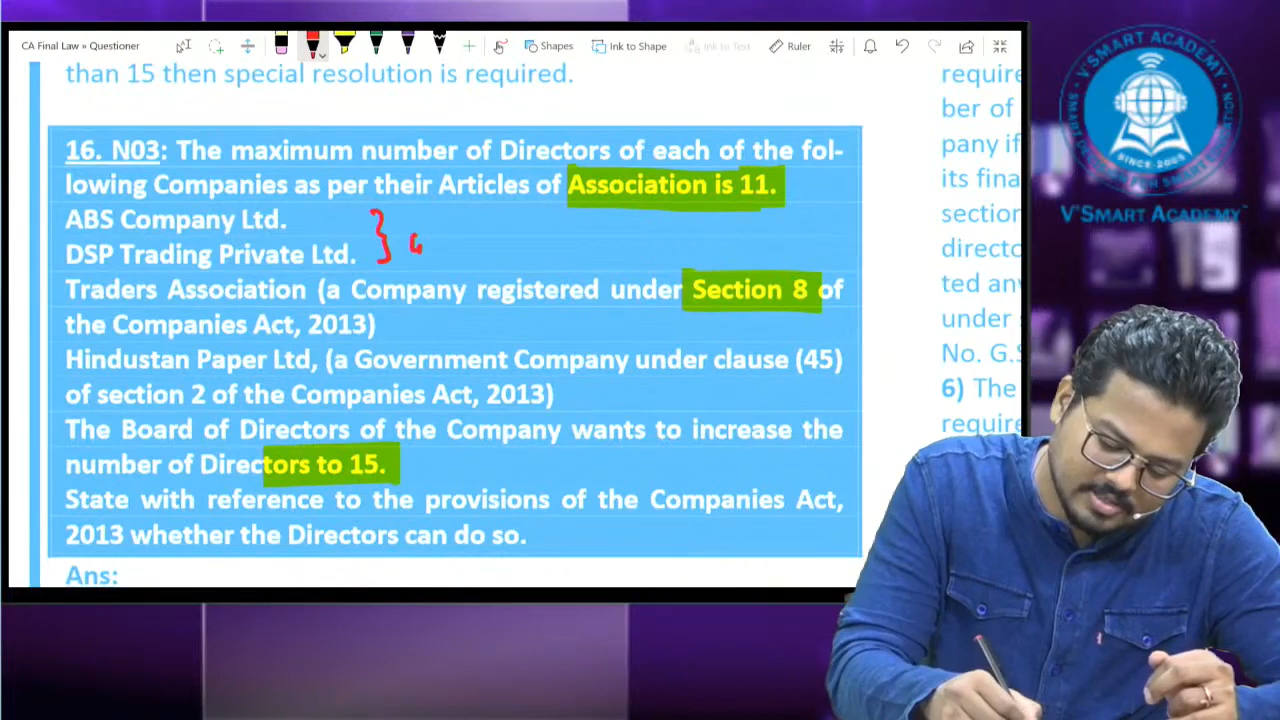 CA Final Law » Questioner
Shapes
Ink to Shape
Ink to Text
Ruler
than 15 then special resolution is required.
16. N03: The maximum number of Directors of each of the fol-
lowing Companies as per their Articles of Association is 11.
ABS Company Ltd.
DSP Trading Private Ltd.
Traders Association (a Company registered under Section 8 of
the Companies Act, 2013)
Hindustan Paper Ltd, (a Government Company under clause (45)
of section 2 of the Companies Act, 2013)
The Board of Directors of the Company wants to increase the
number of Directors to 15.
State with reference to the provisions of the Companies Act,
2013 whether the Directors can do so.
Ans:
require
ber of
pany if
its fina
section
directo
ted an
under
No. G.S
6) The
require
V'SMART ACADEMY
SINCE 2005
V'SMART ACADEMY